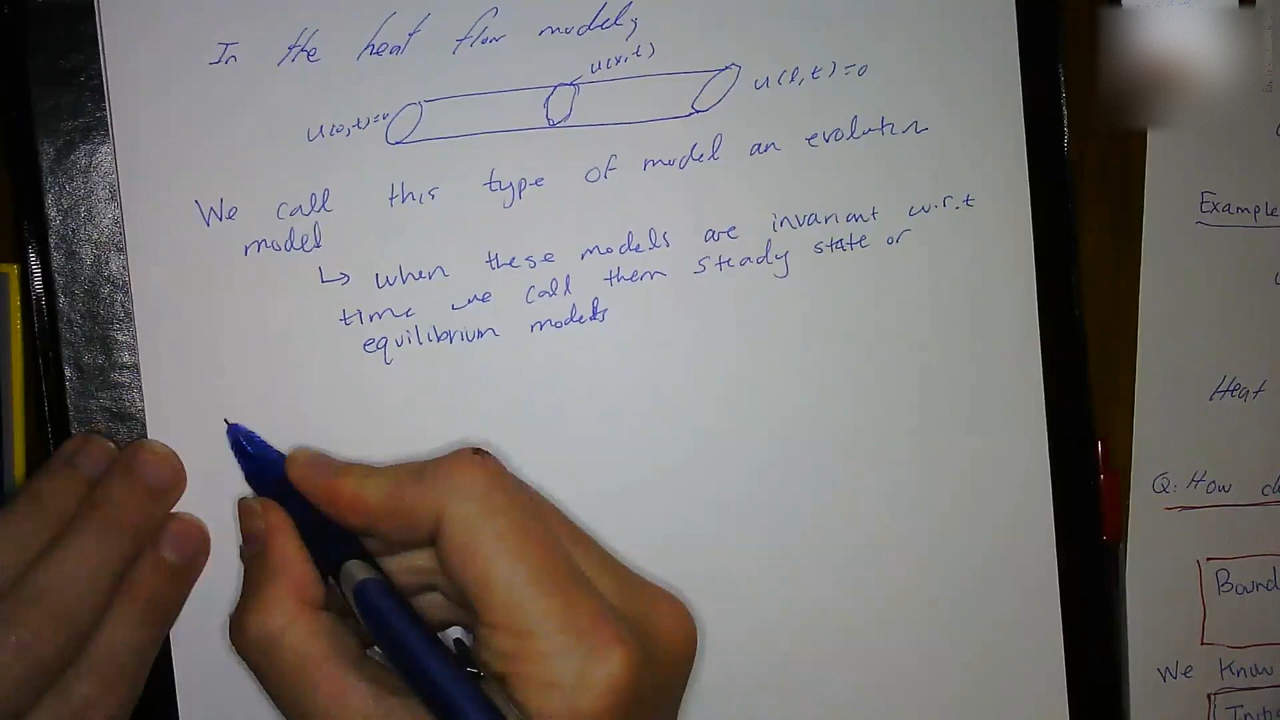 In the heat flow model,
u(x,t)
u(0,t)=0
u(l,t)=0
We call this type of model an evolution
model
↳ when these models are invariant w.r.t
time we call them steady state or
equilibrium models
Example
Heat
Q: How
Bound
We Know